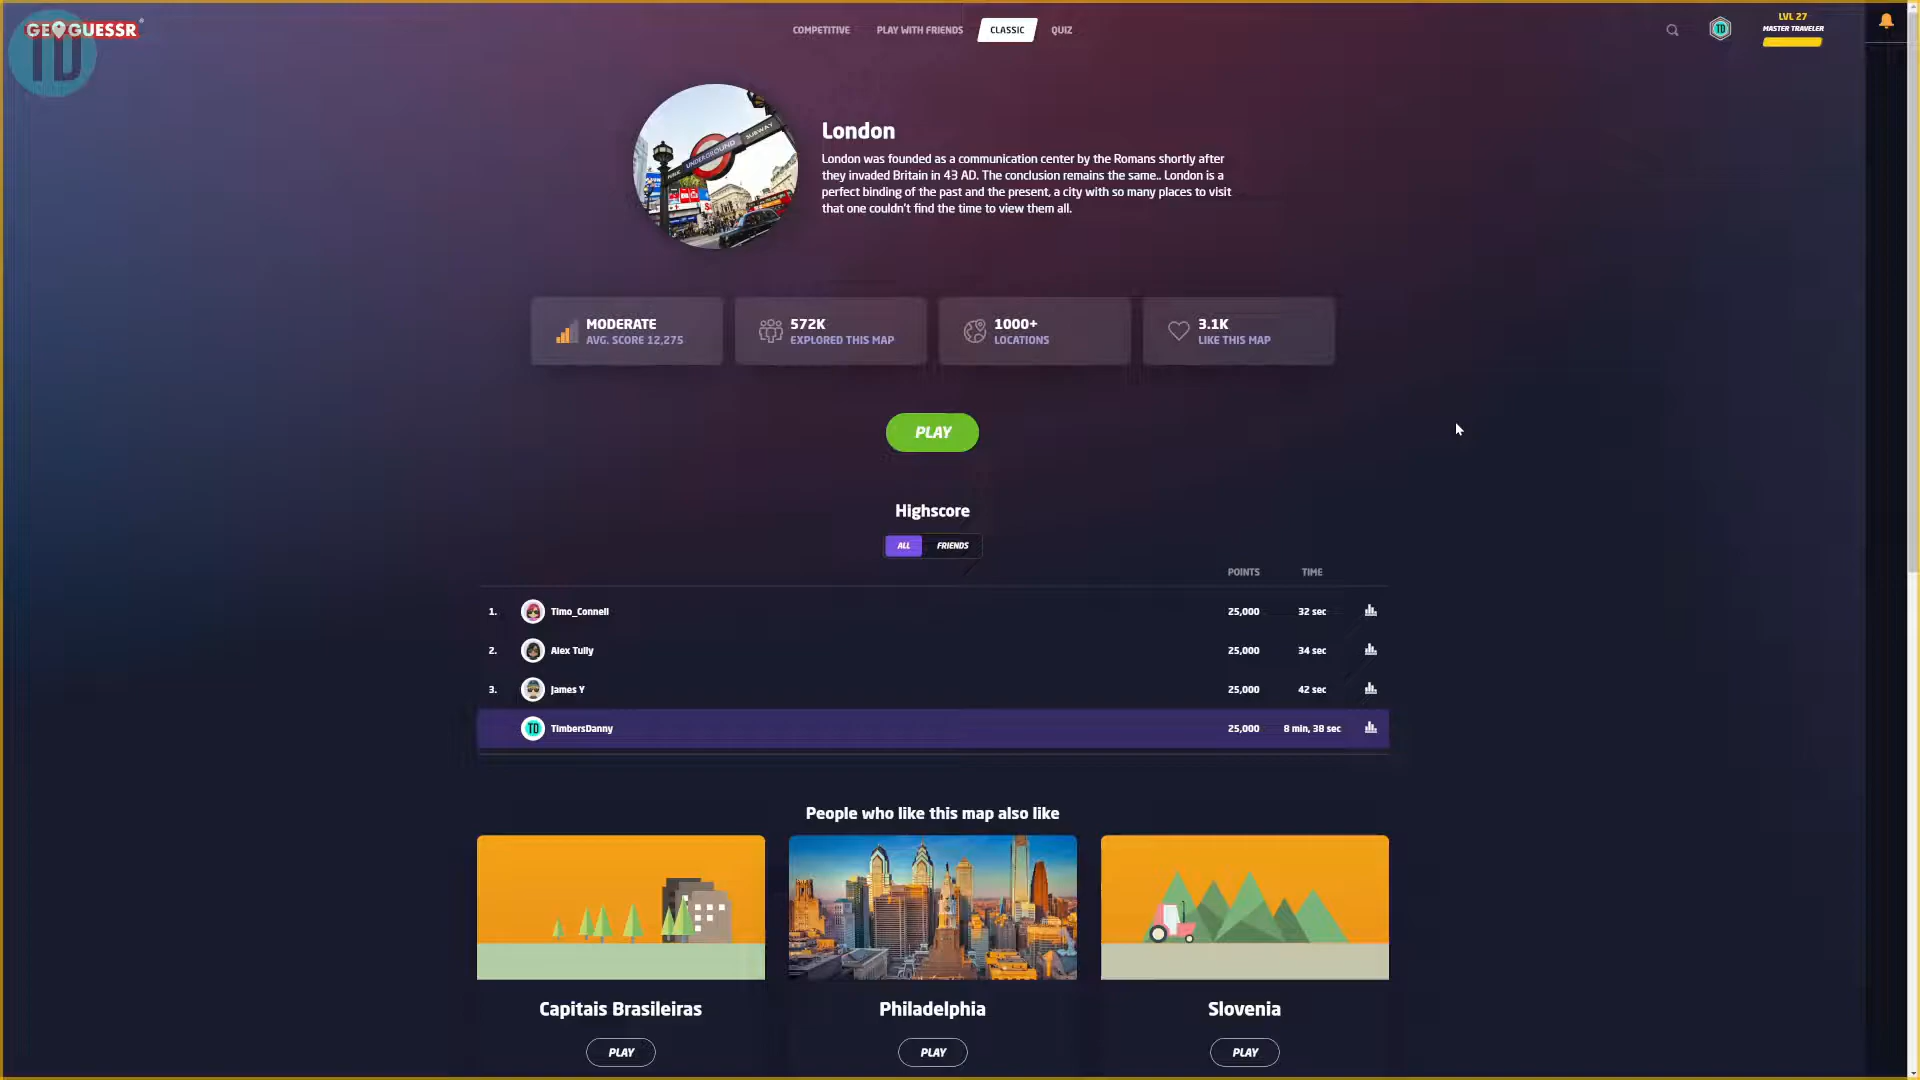 GEOGUESSR
TD
COMPETITIVE
PLAY WITH FRIENDS
CLASSIC
QUIZ
TD
LVL 27
MASTER TRAVELER
UNDERGROUND
SUBWAY
London
London was founded as a communication center by the Romans shortly after
they invaded Britain in 43 AD. The conclusion remains the same.. London is a
perfect binding of the past and the present, a city with so many places to visit
that one couldn't find the time to view them all.
MODERATE
AVG. SCORE 12,275
572K
EXPLORED THIS MAP
1000+
LOCATIONS
3.1K
LIKE THIS MAP
PLAY
Highscore
ALL
FRIENDS
POINTS TIME
1. Timo_Connell 25,000 32 sec
2. Alex Tully 25,000 34 sec
3. James Y 25,000 42 sec
TD TimbersDanny 25,000 8 min, 38 sec
People who like this map also like
Capitais Brasileiras
Philadelphia
Slovenia
PLAY
PLAY
PLAY